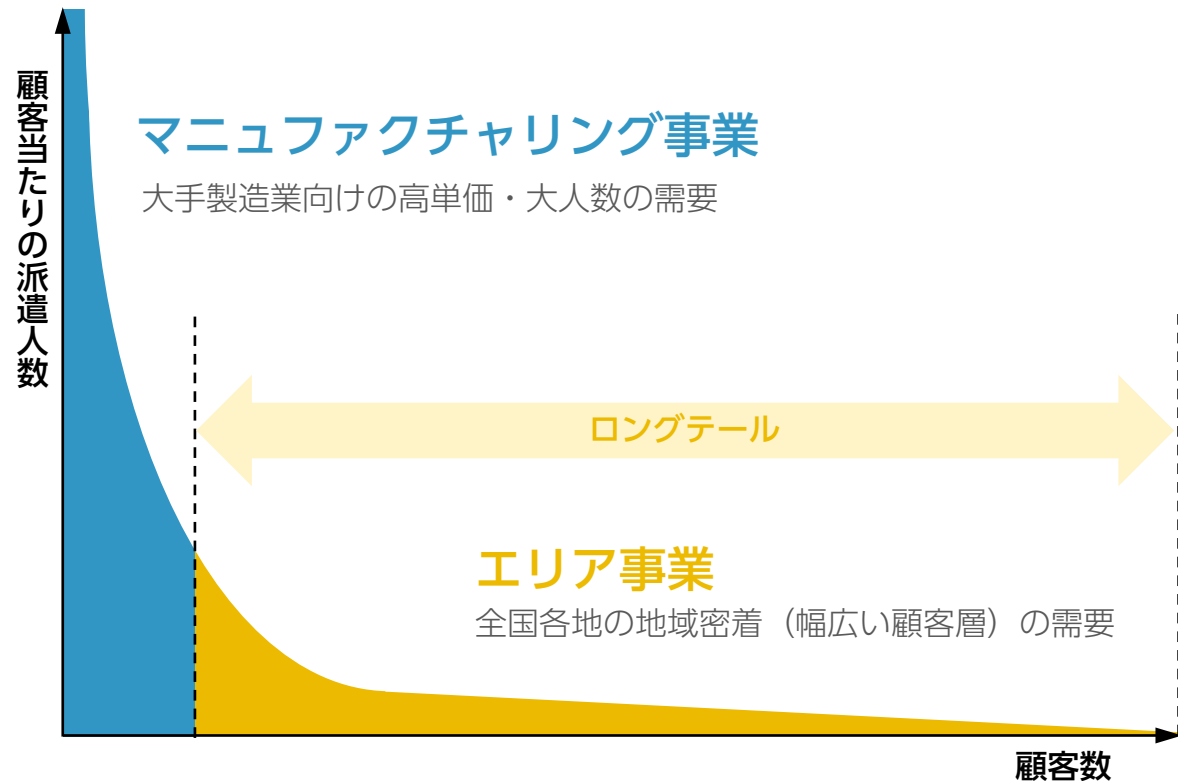 顧客当たりの派遣人数
マニュファクチャリング事業
大手製造業向けの高単価・大人数の需要
ロングテール
エリア事業
全国各地の地域密着（幅広い顧客層）の需要
顧客数